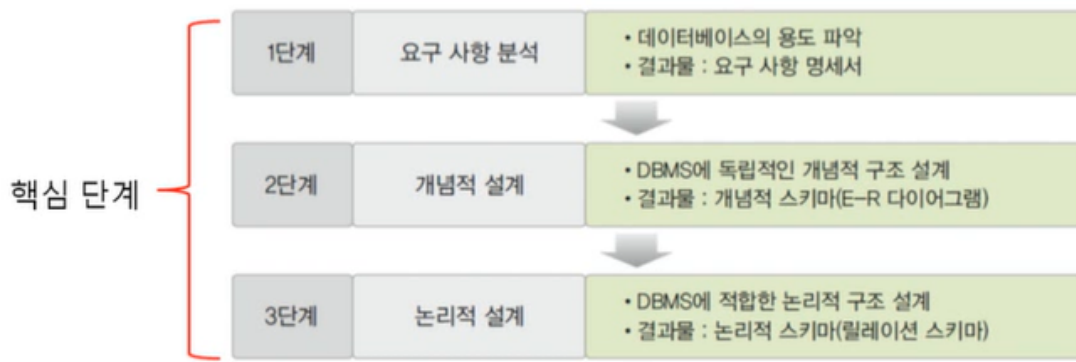 1단계
요구 사항 분석
• 데이터베이스의 용도 파악
• 결과물 : 요구 사항 명세서
핵심 단계
2단계
개념적 설계
• DBMS에 독립적인 개념적 구조 설계
• 결과물 : 개념적 스키마(E-R 다이어그램)
3단계
논리적 설계
• DBMS에 적합한 논리적 구조 설계
• 결과물 : 논리적 스키마(릴레이션 스키마)